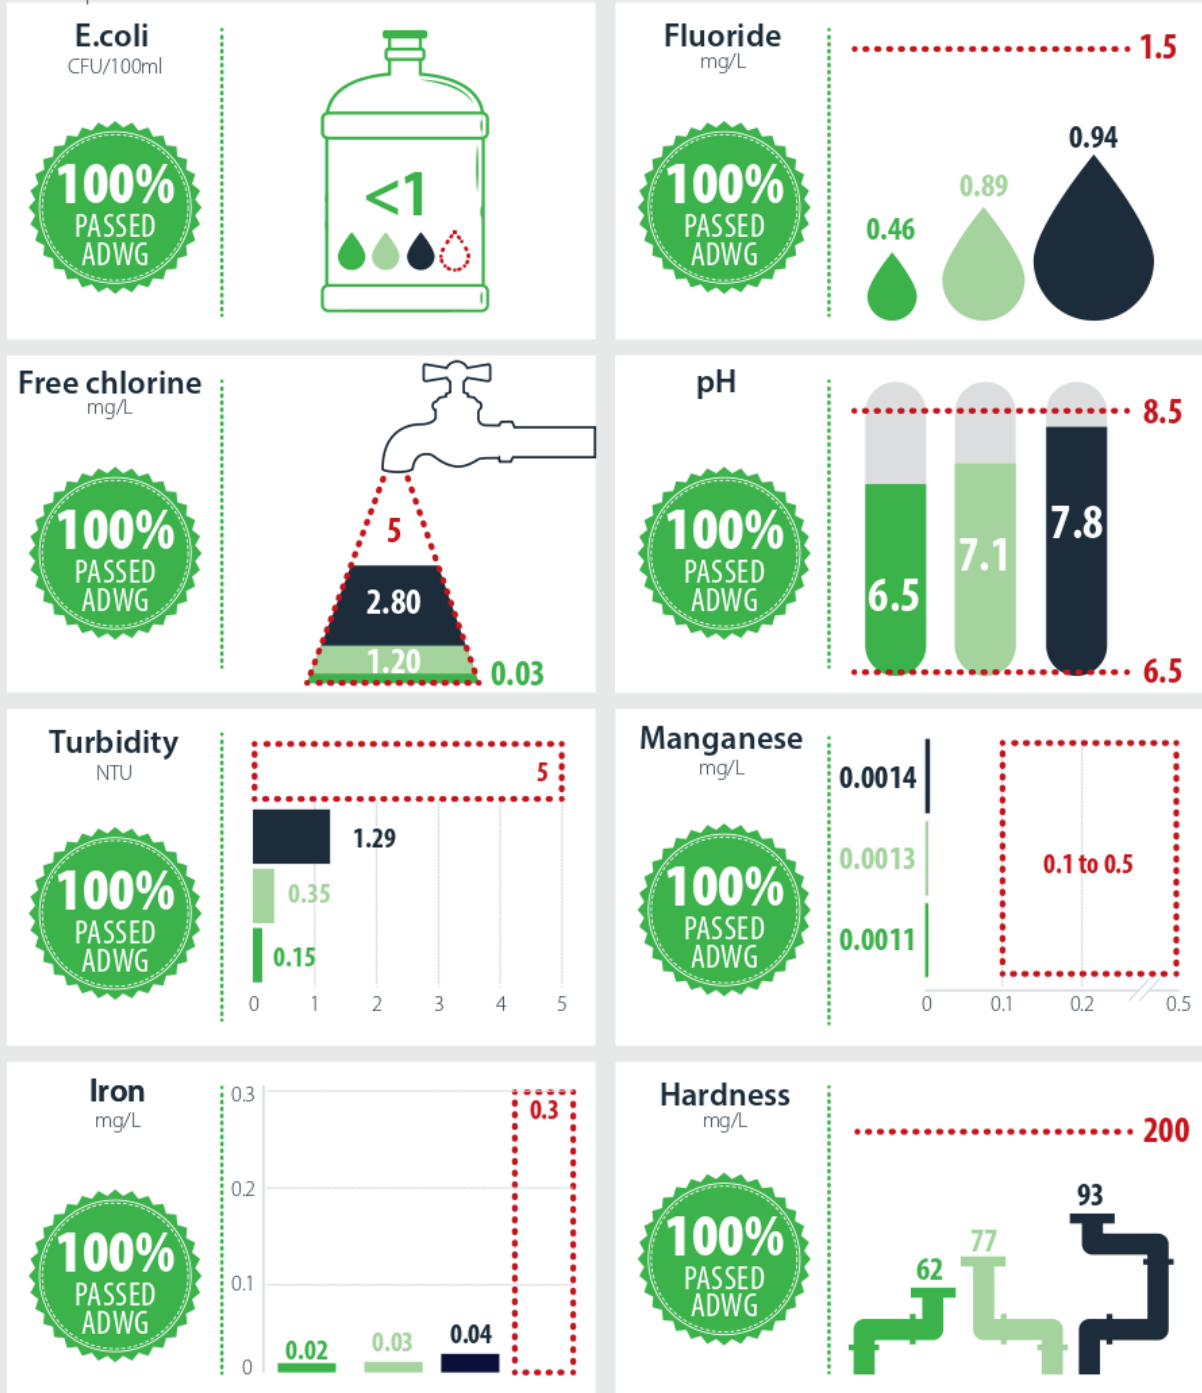 E.coli
CFU/100ml
100%
PASSED
ADWG
<1
Fluoride
mg/L
100%
PASSED
ADWG
1.5
0.94
0.89
0.46
Free chlorine
mg/L
100%
PASSED
ADWG
5
2.80
1.20
0.03
pH
100%
PASSED
ADWG
8.5
7.8
7.1
6.5
6.5
Turbidity
NTU
100%
PASSED
ADWG
5
1.29
0.35
0.15
0 1 2 3 4 5
Manganese
mg/L
100%
PASSED
ADWG
0.0014
0.0013
0.1 to 0.5
0.0011
0 0.1 0.2 0.5
Iron
mg/L
100%
PASSED
ADWG
0.3
0.3
0.2
0.1
0.04
0.03
0.02
0
Hardness
mg/L
100%
PASSED
ADWG
200
93
77
62